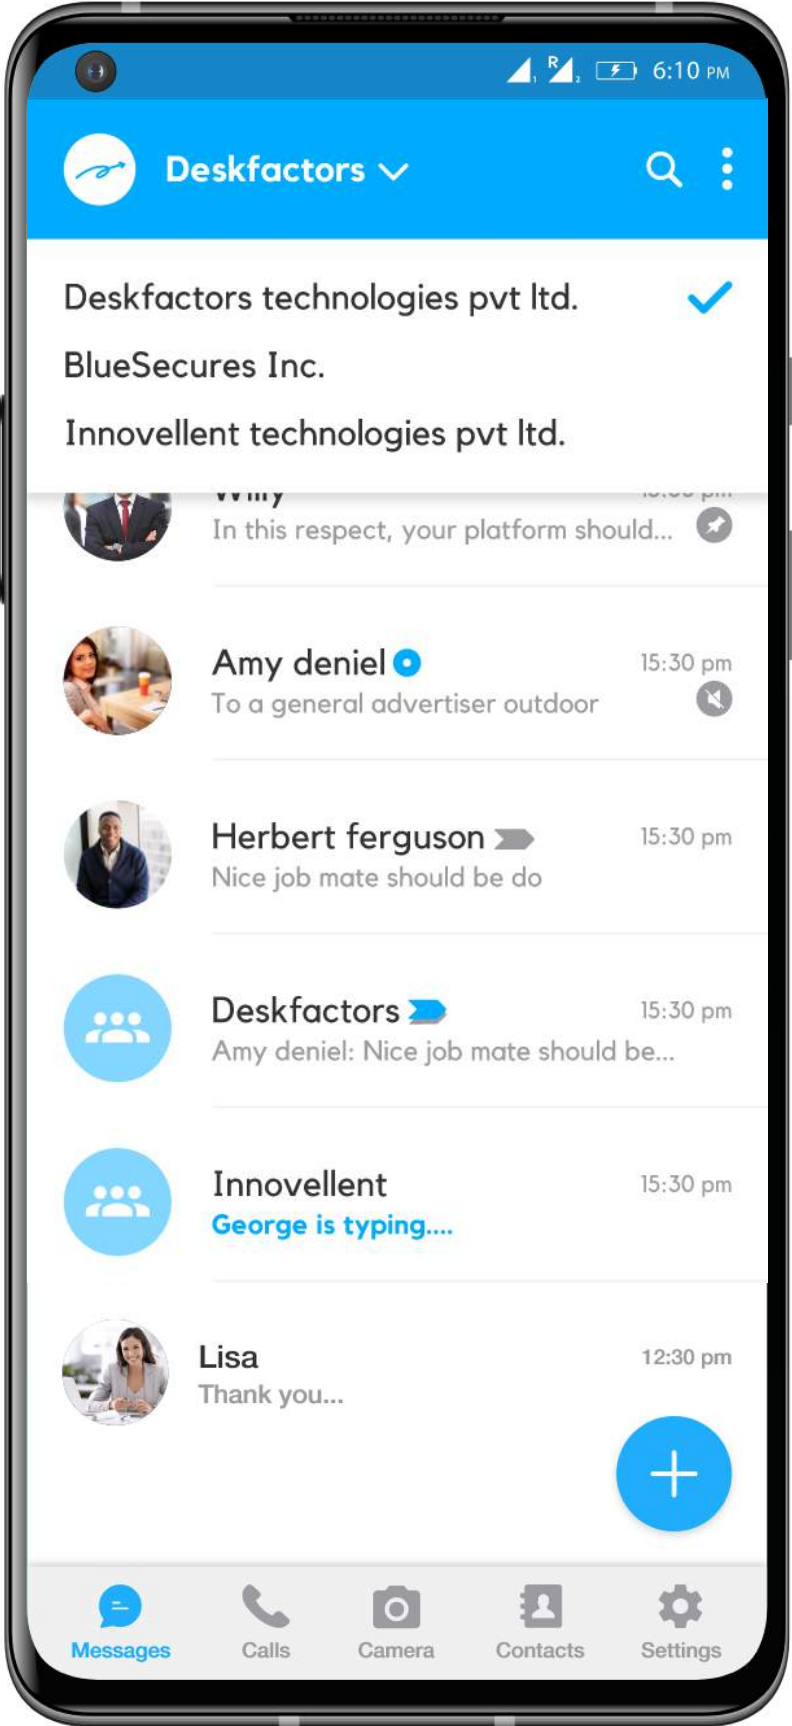 R
1
2
6:10 PM
Deskfactors
Deskfactors technologies pvt ltd.
BlueSecures Inc.
Innovellent technologies pvt ltd.
Willy
In this respect, your platform should...
Amy deniel
15:30 pm
To a general advertiser outdoor
Herbert ferguson
15:30 pm
Nice job mate should be do
Deskfactors
15:30 pm
Amy deniel: Nice job mate should be...
Innovellent
15:30 pm
George is typing....
Lisa
12:30 pm
Thank you...
Messages
Calls
Camera
Contacts
Settings